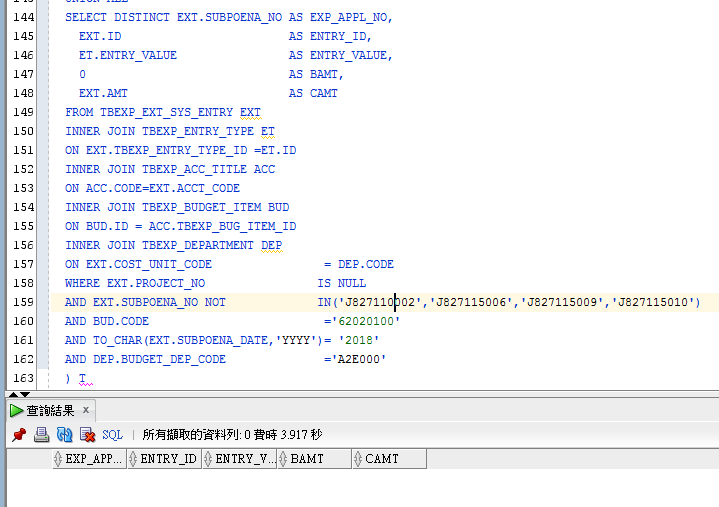 144 SELECT DISTINCT EXT.SUBPOENA_NO AS EXP_APPL_NO,
145 EXT.ID AS ENTRY_ID,
146 ET.ENTRY_VALUE AS ENTRY_VALUE,
147 0 AS BAMT,
148 EXT.AMT AS CAMT
149 FROM TBEXP_EXT_SYS_ENTRY EXT
150 INNER JOIN TBEXP_ENTRY_TYPE ET
151 ON EXT.TBEXP_ENTRY_TYPE_ID =ET.ID
152 INNER JOIN TBEXP_ACC_TITLE ACC
153 ON ACC.CODE=EXT.ACCT_CODE
154 INNER JOIN TBEXP_BUDGET_ITEM BUD
155 ON BUD.ID = ACC.TBEXP_BUG_ITEM_ID
156 INNER JOIN TBEXP_DEPARTMENT DEP
157 ON EXT.COST_UNIT_CODE = DEP.CODE
158 WHERE EXT.PROJECT_NO IS NULL
159 AND EXT.SUBPOENA_NO NOT IN('J827110002','J827115006','J827115009','J827115010')
160 AND BUD.CODE ='62020100'
161 AND TO_CHAR(EXT.SUBPOENA_DATE,'YYYY')= '2018'
162 AND DEP.BUDGET_DEP_CODE ='A2E000'
163 ) T
查詢結果 x
SQL | 所有擷取的資料列: 0 費時 3.917 秒
EXP_APP... ENTRY_ID ENTRY_V... BAMT CAMT